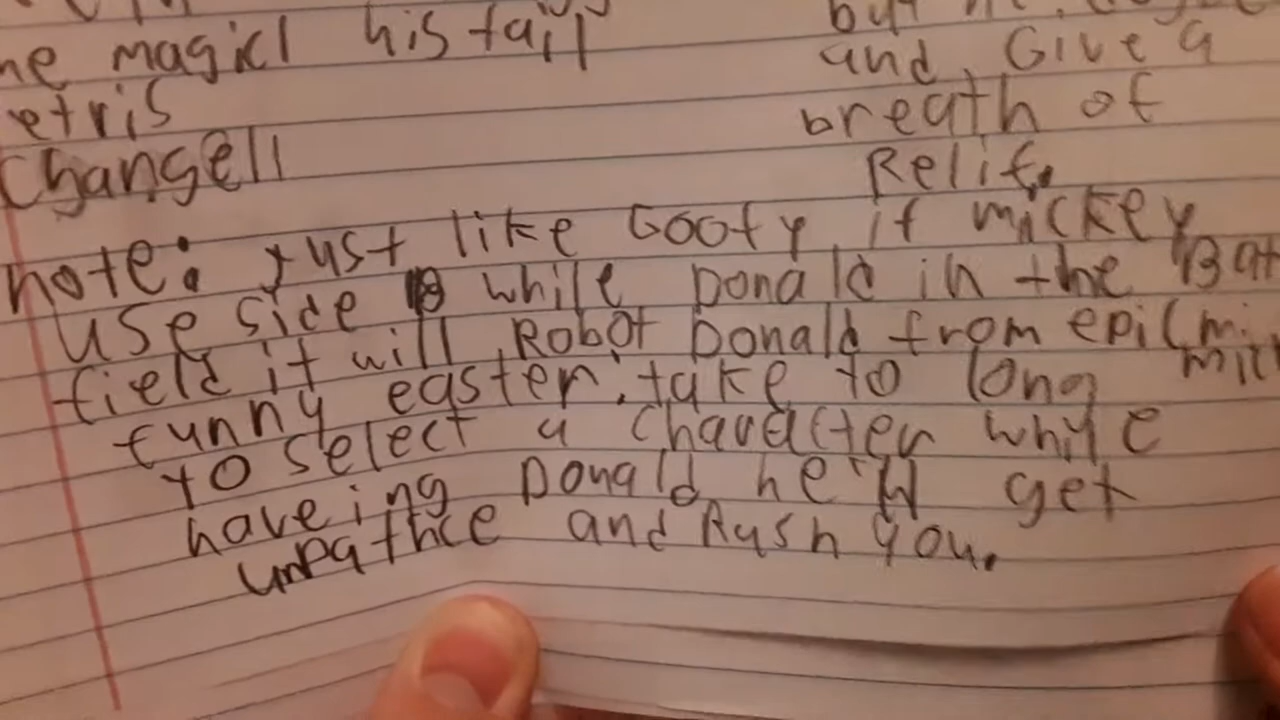 magicl his tail
etris
Changell
and Give a
breath of
Relif.
note: Just like Goofy if mickey
use side B while Donald in the Bat
field it will Robot Donald from epic mi
mic
funny easter. take to long
to select a character while
haveing Donald he'll get
unpathce and Rush you.